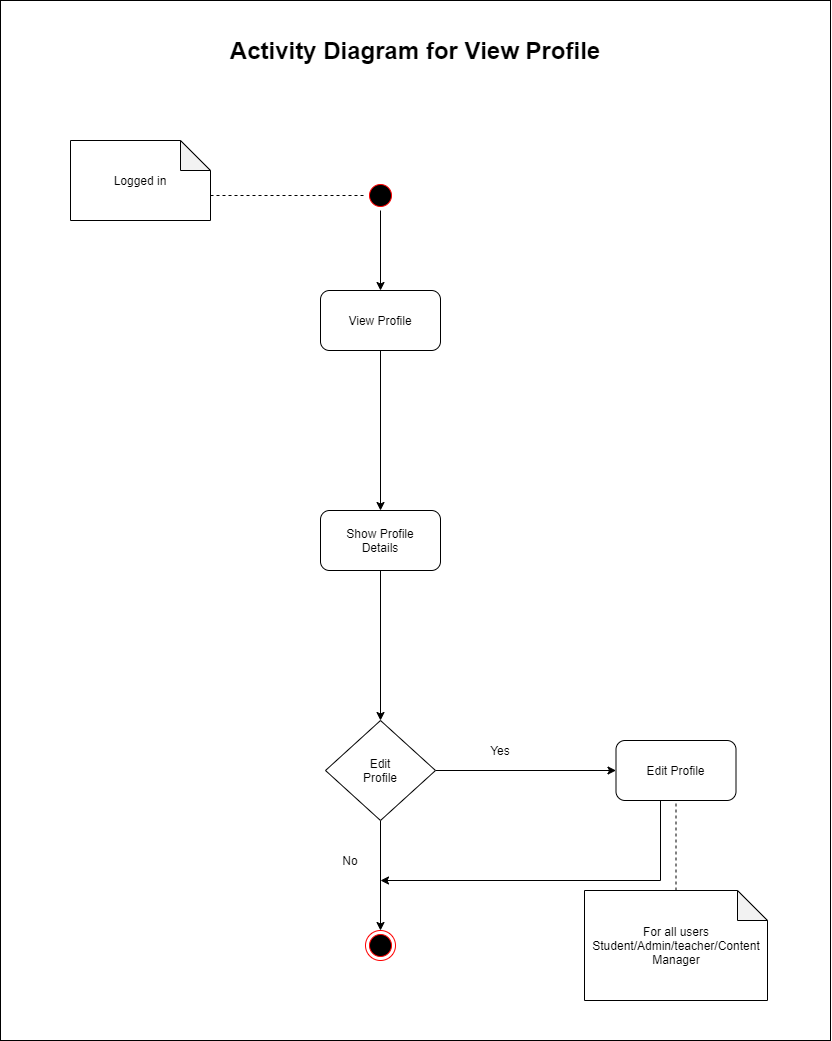 Activity Diagram for View Profile
Logged in
View Profile
Show Profile
Details
Edit
Profile
Yes
Edit Profile
No
For all users
Student/Admin/teacher/Content
Manager